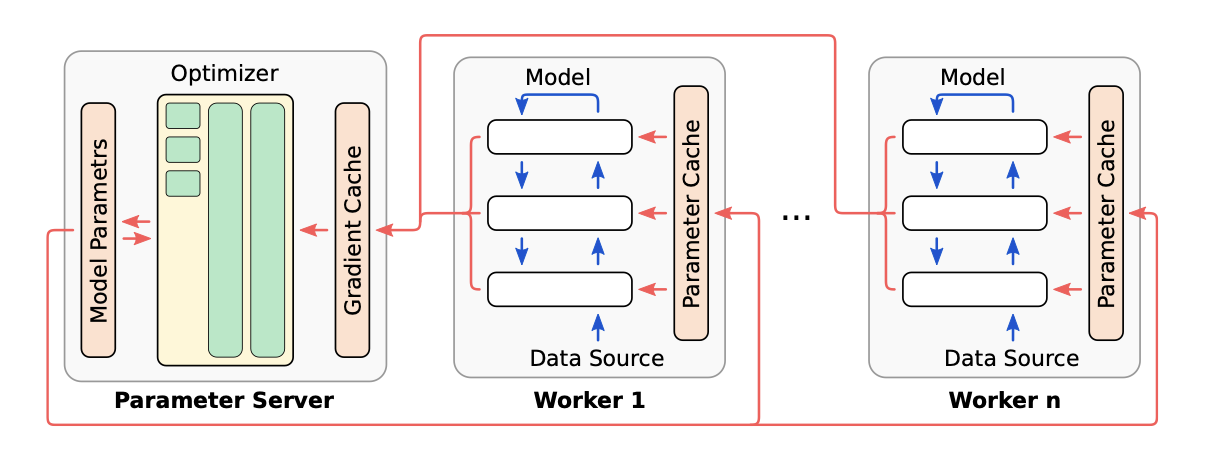 Optimizer
Model Parametrs
Gradient Cache
Parameter Server
Model
Parameter Cache
Data Source
Worker 1
...
Model
Parameter Cache
Data Source
Worker n